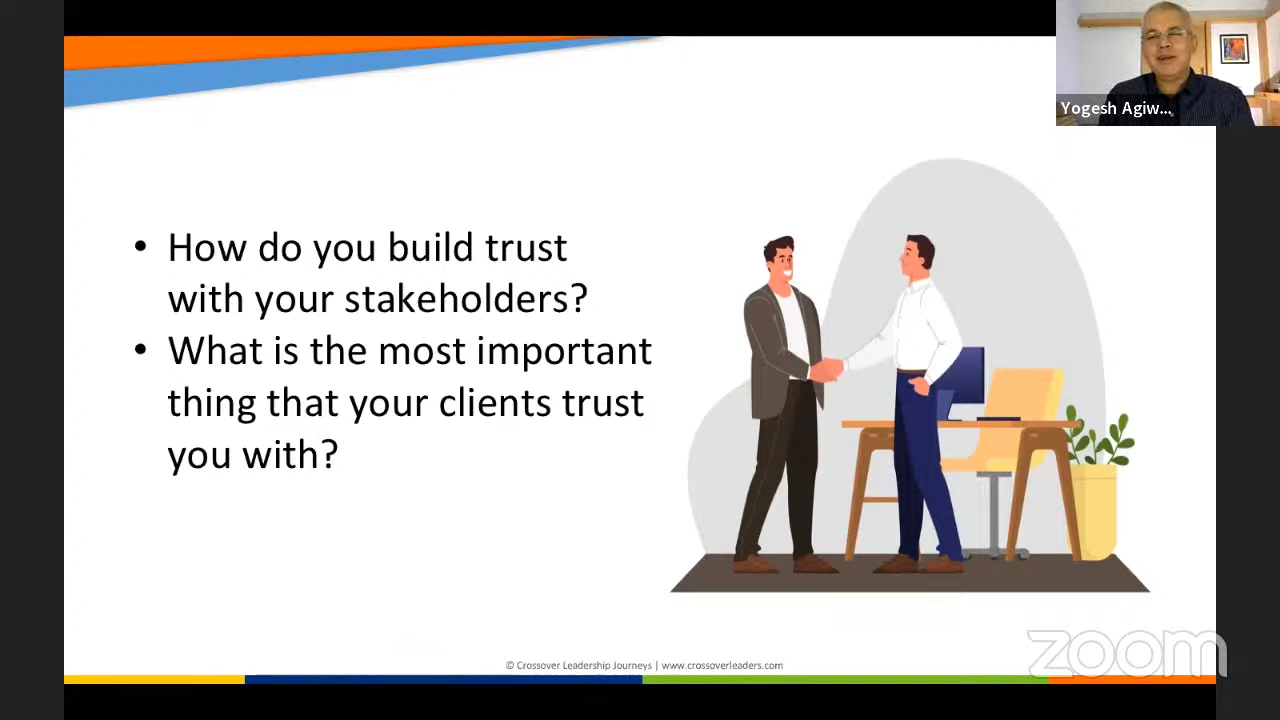 Yogesh Agiw...
• How do you build trust
with your stakeholders?
• What is the most important
thing that your clients trust
you with?
zoom
© Crossover Leadership Journeys | www.crossoverleaders.com